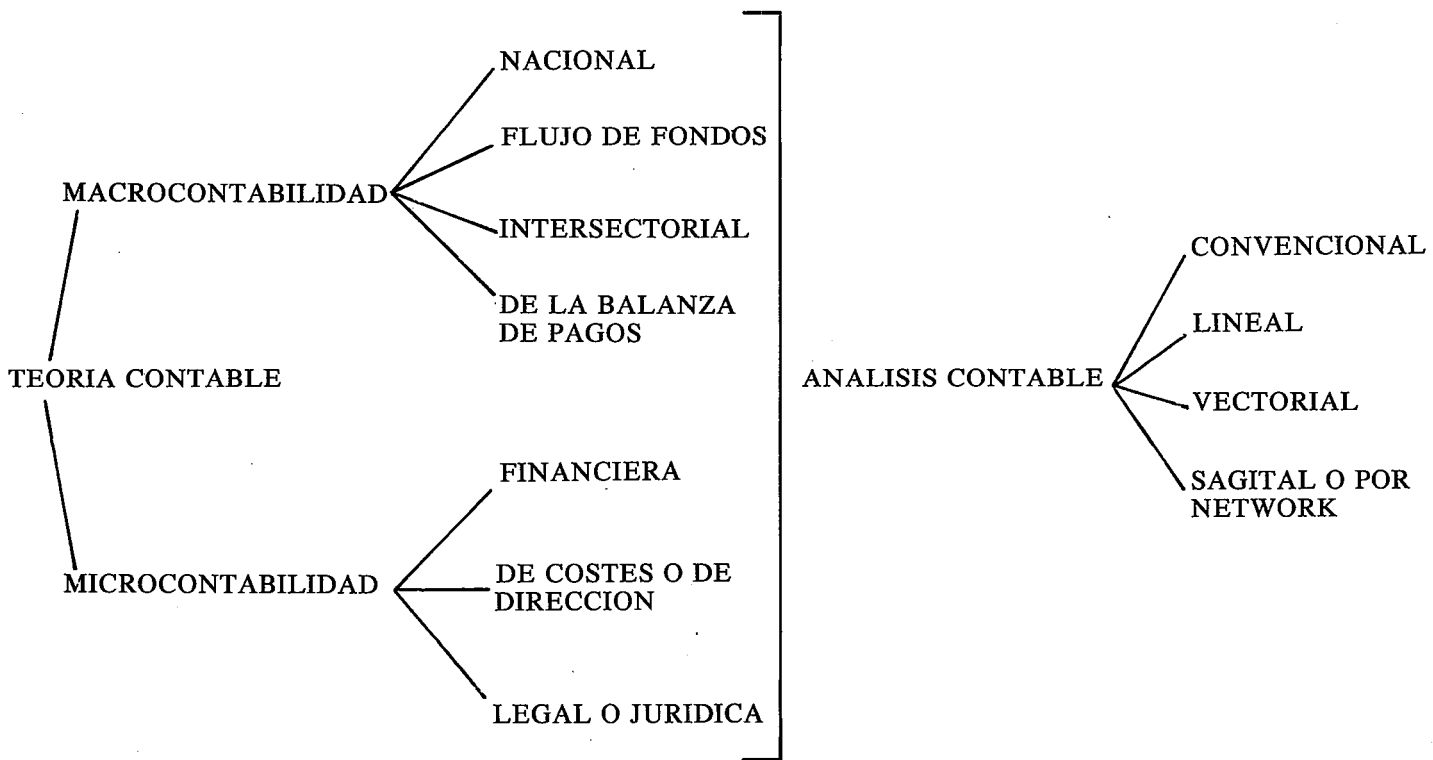 TEORIA CONTABLE
MACROCONTABILIDAD
NACIONAL
FLUJO DE FONDOS
INTERSECTORIAL
DE LA BALANZA
DE PAGOS
MICROCONTABILIDAD
FINANCIERA
DE COSTES O DE
DIRECCION
LEGAL O JURIDICA
ANALISIS CONTABLE
CONVENCIONAL
LINEAL
VECTORIAL
SAGITAL O POR
NETWORK